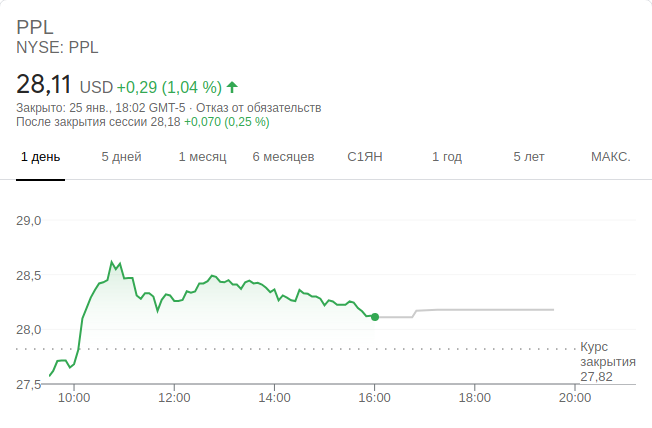 PPL
NYSE: PPL
28,11 USD +0,29 (1,04 %)
Закрыто: 25 янв., 18:02 GMT-5 · Отказ от обязательств
После закрытия сессии 28,18 +0,070 (0,25 %)
1 день 5 дней 1 месяц 6 месяцев С1ЯН 1 год 5 лет МАКС.
29,0
28,5
28,0
Курс
закрытия
27,82
27,5
10:00 12:00 14:00 16:00 18:00 20:00